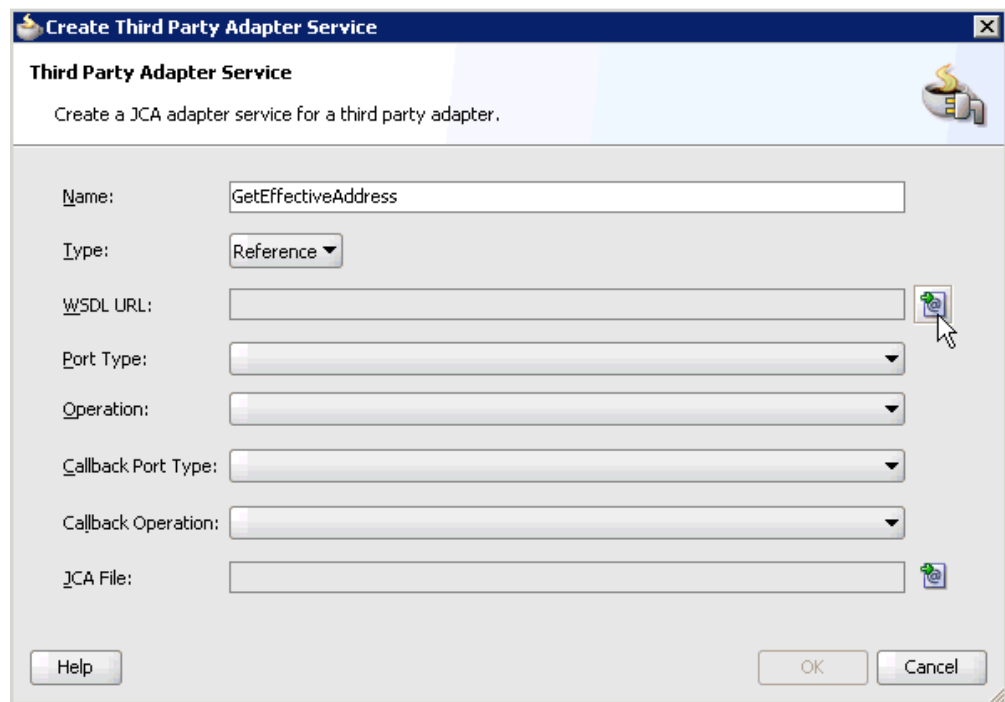 Create Third Party Adapter Service
Third Party Adapter Service
Create a JCA adapter service for a third party adapter.
Name: GetEffectiveAddress
Type: Reference
WSDL URL:
Port Type:
Operation:
Callback Port Type:
Callback Operation:
JCA File:
Help OK Cancel